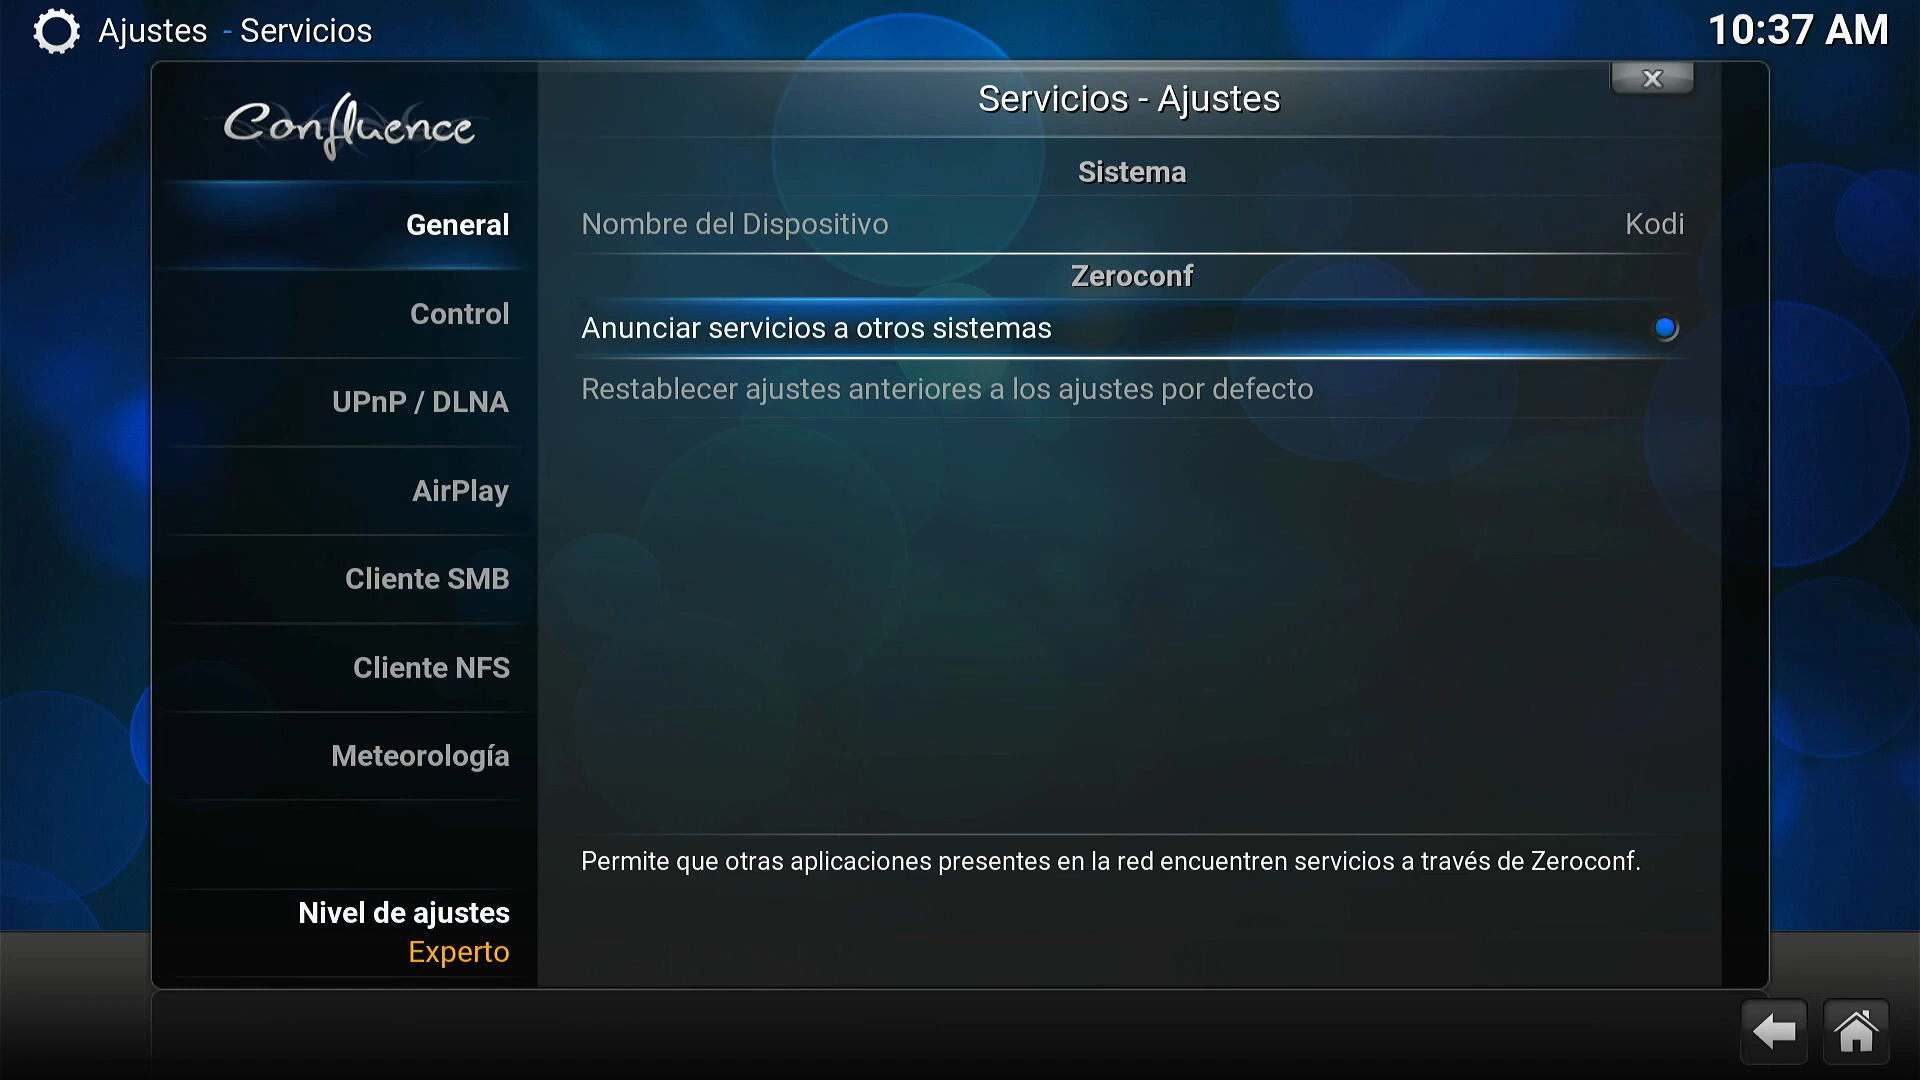 Ajustes - Servicios
10:37 AM
Confluence
Servicios - Ajustes
General
Control
UPnP / DLNA
AirPlay
Cliente SMB
Cliente NFS
Meteorología
Nivel de ajustes
Experto
Sistema
Nombre del Dispositivo Kodi
Zeroconf
Anunciar servicios a otros sistemas
Restablecer ajustes anteriores a los ajustes por defecto
Permite que otras aplicaciones presentes en la red encuentren servicios a través de Zeroconf.